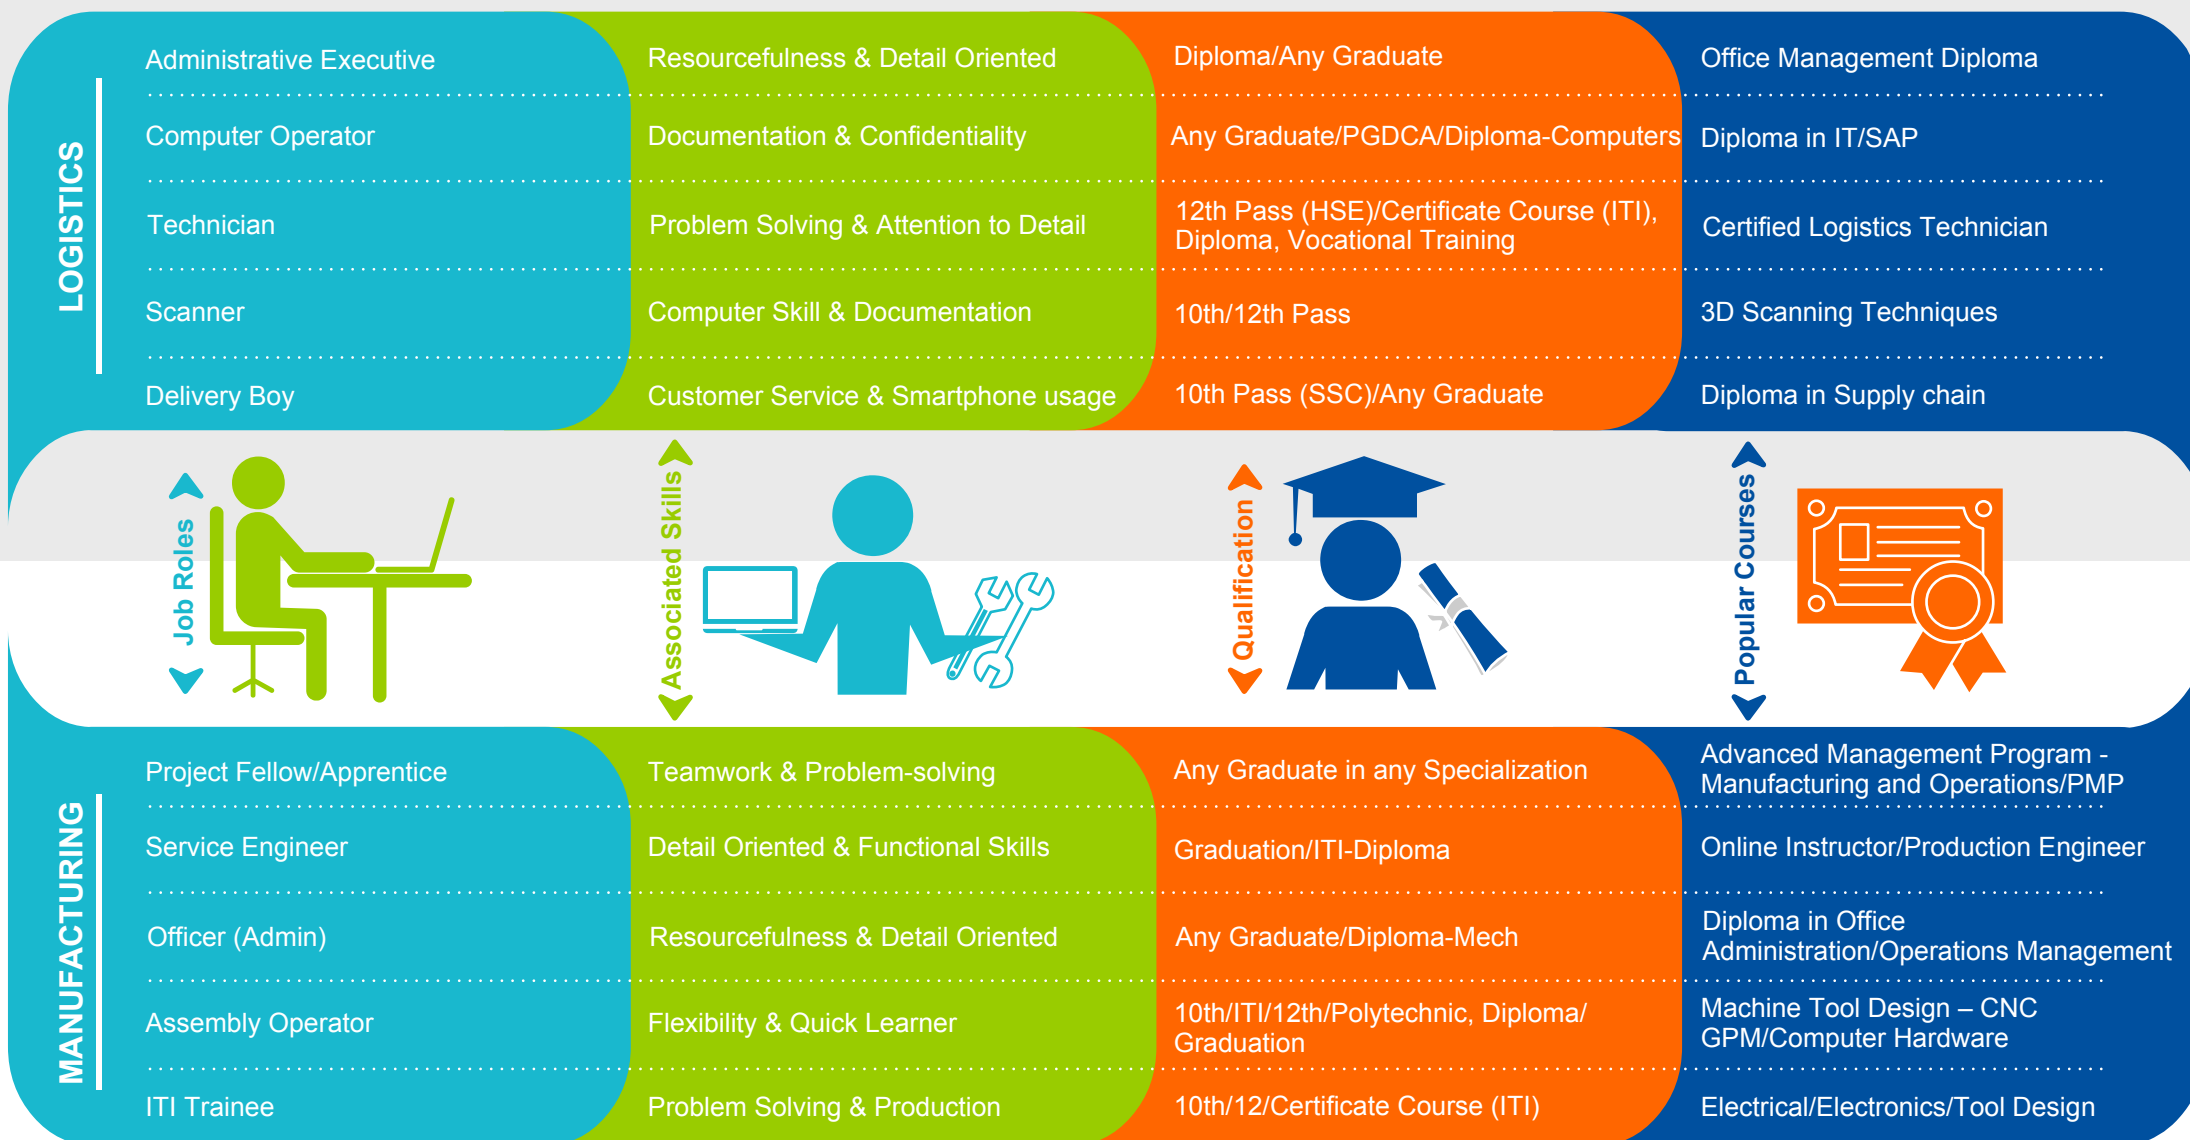 LOGISTICS
Administrative Executive
Resourcefulness & Detail Oriented
Diploma/Any Graduate
Office Management Diploma
Computer Operator
Documentation & Confidentiality
Any Graduate/PGDCA/Diploma-Computers
Diploma in IT/SAP
Technician
Problem Solving & Attention to Detail
12th Pass (HSE)/Certificate Course (ITI),
Diploma, Vocational Training
Certified Logistics Technician
Scanner
Computer Skill & Documentation
10th/12th Pass
3D Scanning Techniques
Delivery Boy
Customer Service & Smartphone usage
10th Pass (SSC)/Any Graduate
Diploma in Supply chain
Job Roles
Associated Skills
Qualification
Popular Courses
MANUFACTURING
Project Fellow/Apprentice
Teamwork & Problem-solving
Any Graduate in any Specialization
Advanced Management Program -
Manufacturing and Operations/PMP
Service Engineer
Detail Oriented & Functional Skills
Graduation/ITI-Diploma
Online Instructor/Production Engineer
Officer (Admin)
Resourcefulness & Detail Oriented
Any Graduate/Diploma-Mech
Diploma in Office
Administration/Operations Management
Assembly Operator
Flexibility & Quick Learner
10th/ITI/12th/Polytechnic, Diploma/
Graduation
Machine Tool Design – CNC
GPM/Computer Hardware
ITI Trainee
Problem Solving & Production
10th/12/Certificate Course (ITI)
Electrical/Electronics/Tool Design